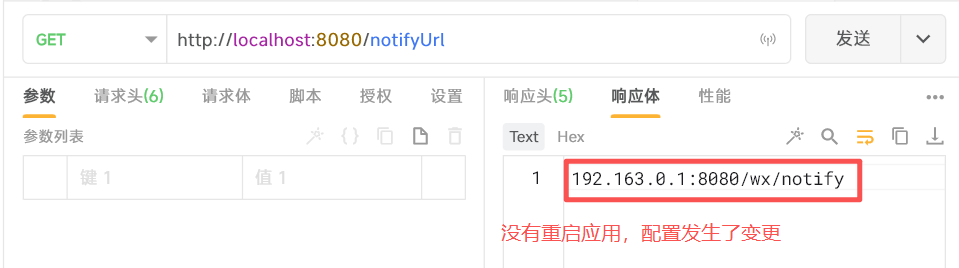 GET http://localhost:8080/notifyUrl 发送
参数 请求头(6) 请求体 脚本 授权 设置
参数列表
键 1 值 1
响应头(5) 响应体 性能
Text Hex
1 192.163.0.1:8080/wx/notify
没有重启应用，配置发生了变更